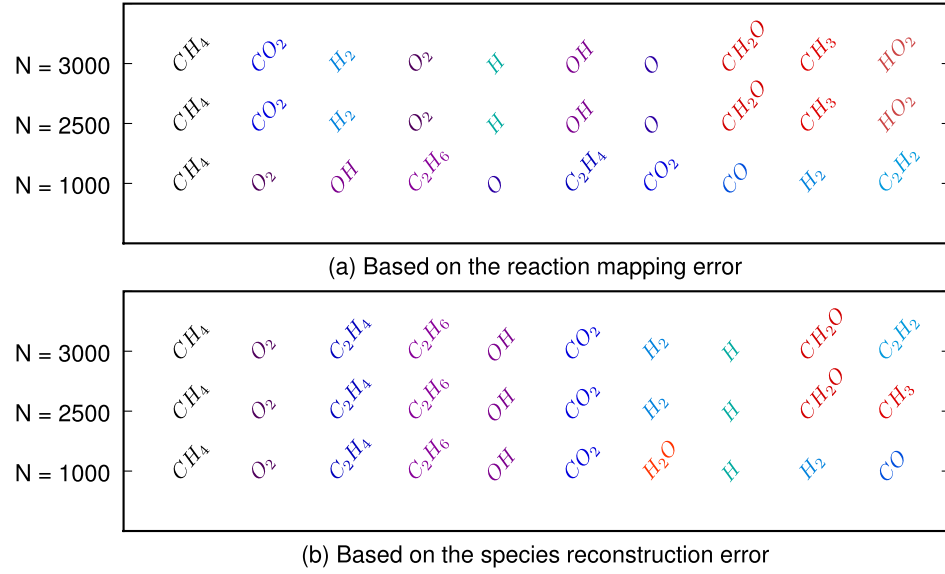 N = 3000 CH₄ CO₂ H₂ O₂ H OH O CH₂O CH₃ HO₂
N = 2500 CH₄ CO₂ H₂ O₂ H OH O CH₂O CH₃ HO₂
N = 1000 CH₄ O₂ OH C₂H₆ O C₂H₄ CO₂ CO H₂ C₂H₂
(a) Based on the reaction mapping error
N = 3000 CH₄ O₂ C₂H₄ C₂H₆ OH CO₂ H₂ H CH₂O C₂H₂
N = 2500 CH₄ O₂ C₂H₄ C₂H₆ OH CO₂ H₂ H CH₂O CH₃
N = 1000 CH₄ O₂ C₂H₄ C₂H₆ OH CO₂ H₂O H H₂ CO
(b) Based on the species reconstruction error